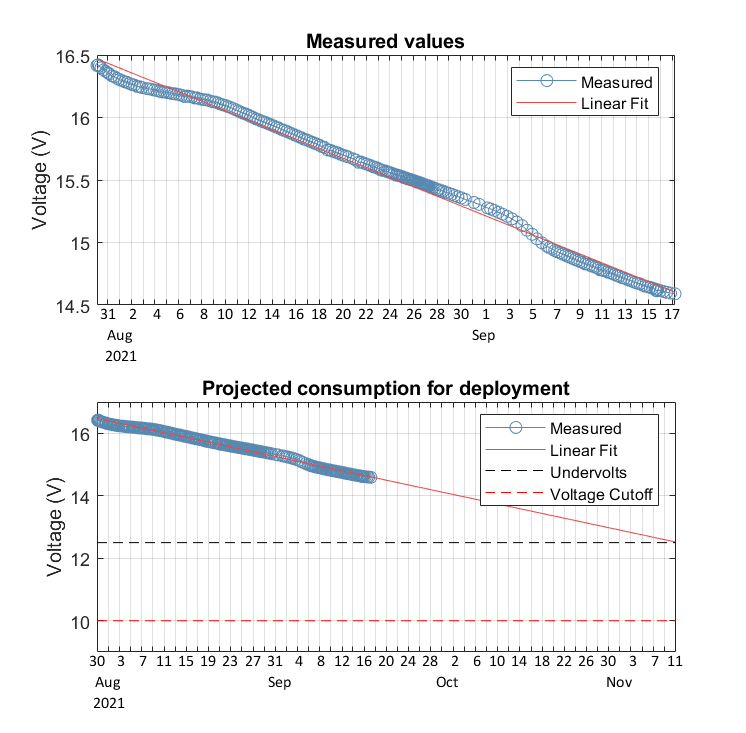 Measured values
16.5
16
15.5
15
14.5
Voltage (V)
Measured
Linear Fit
31 2 4 6 8 10 12 14 16 18 20 22 24 26 28 30 1 3 5 7 9 11 13 15 17
Aug Sep
2021
Projected consumption for deployment
16
14
12
10
Voltage (V)
Measured
Linear Fit
Undervolts
Voltage Cutoff
30 3 7 11 15 19 23 27 31 4 8 12 16 20 24 28 2 6 10 14 18 22 26 30 3 7 11
Aug Sep Oct Nov
2021